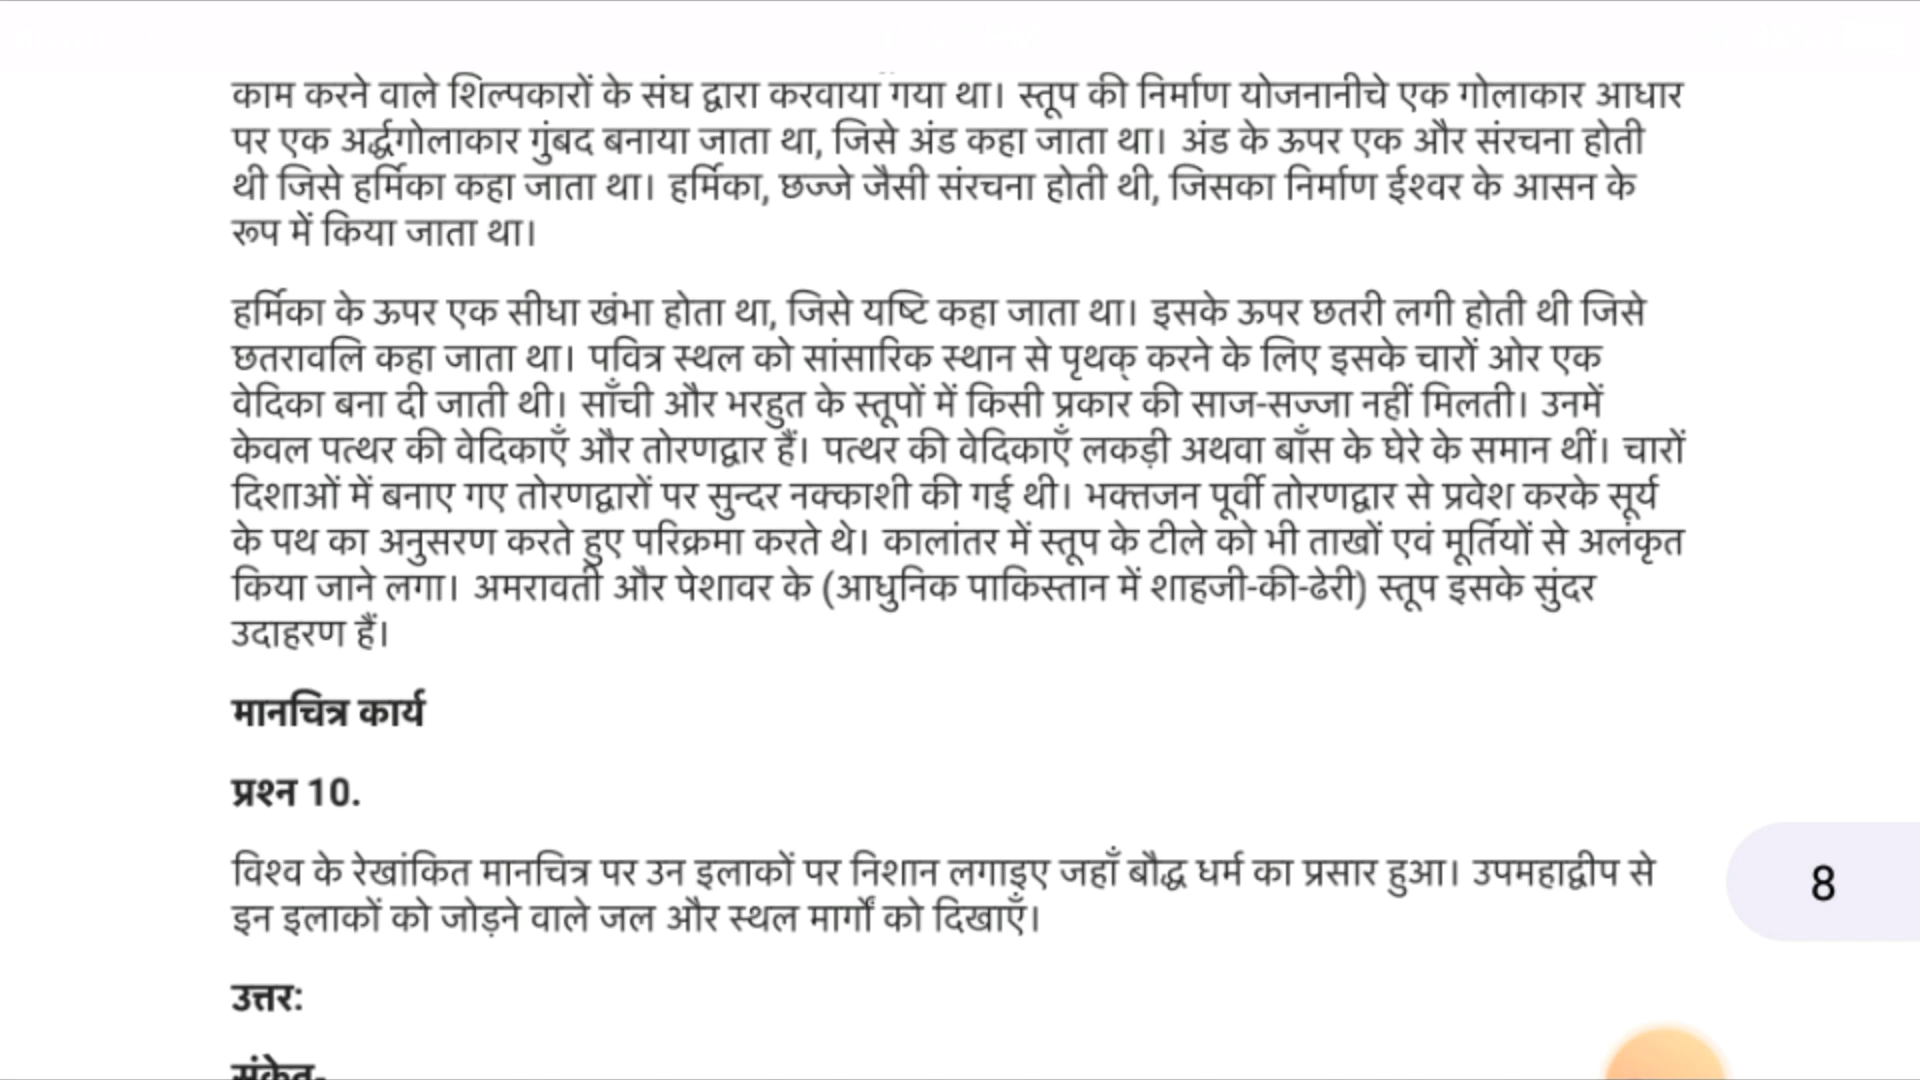 काम करने वाले शिल्पकारों के संघ द्वारा करवाया गया था। स्तूप की निर्माण योजनानीचे एक गोलाकार आधार
पर एक अर्द्धगोलाकार गुंबद बनाया जाता था, जिसे अंड कहा जाता था। अंड के ऊपर एक और संरचना होती
थी जिसे हर्मिका कहा जाता था। हर्मिका, छज्जे जैसी संरचना होती थी, जिसका निर्माण ईश्वर के आसन के
रूप में किया जाता था।
हर्मिका के ऊपर एक सीधा खंभा होता था, जिसे यष्टि कहा जाता था। इसके ऊपर छतरी लगी होती थी जिसे
छतरावलि कहा जाता था। पवित्र स्थल को सांसारिक स्थान से पृथक् करने के लिए इसके चारों ओर एक
वेदिका बना दी जाती थी। साँची और भरहुत के स्तूपों में किसी प्रकार की साज-सज्जा नहीं मिलती। उनमें
केवल पत्थर की वेदिकाएँ और तोरणद्वार हैं। पत्थर की वेदिकाएँ लकड़ी अथवा बाँस के घेरे के समान थीं। चारों
दिशाओं में बनाए गए तोरणद्वारों पर सुन्दर नक्काशी की गई थी। भक्तजन पूर्वी तोरणद्वार से प्रवेश करके सूर्य
के पथ का अनुसरण करते हुए परिक्रमा करते थे। कालांतर में स्तूप के टीले को भी ताखों एवं मूर्तियों से अलंकृत
किया जाने लगा। अमरावती और पेशावर के (आधुनिक पाकिस्तान में शाहजी-की-ढेरी) स्तूप इसके सुंदर
उदाहरण हैं।
मानचित्र कार्य
प्रश्न 10.
विश्व के रेखांकित मानचित्र पर उन इलाकों पर निशान लगाइए जहाँ बौद्ध धर्म का प्रसार हुआ। उपमहाद्वीप से
इन इलाकों को जोड़ने वाले जल और स्थल मार्गों को दिखाएँ।
8
उत्तर:
संकेत-